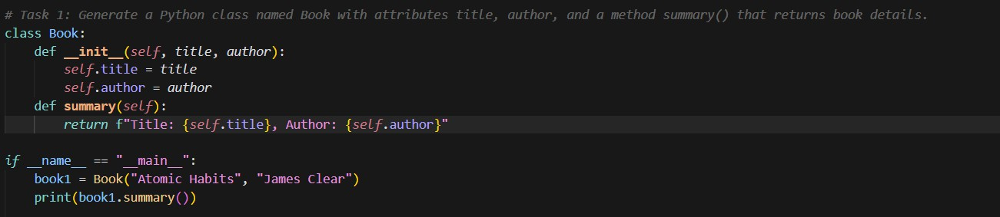 # Task 1: Generate a Python class named Book with attributes title, author, and a method summary() that returns book details.
class Book:
    def __init__(self, title, author):
        self.title = title
        self.author = author
    def summary(self):
        return f"Title: {self.title}, Author: {self.author}"

if __name__ == "__main__":
    book1 = Book("Atomic Habits", "James Clear")
    print(book1.summary())